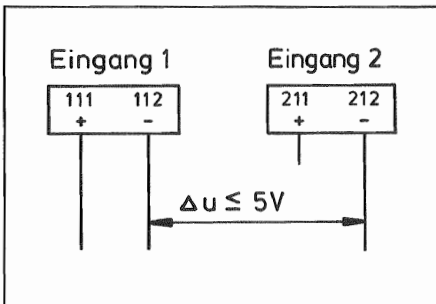 Eingang 1 Eingang 2
111 112 211 212
+ - + -
Δu ≤ 5V